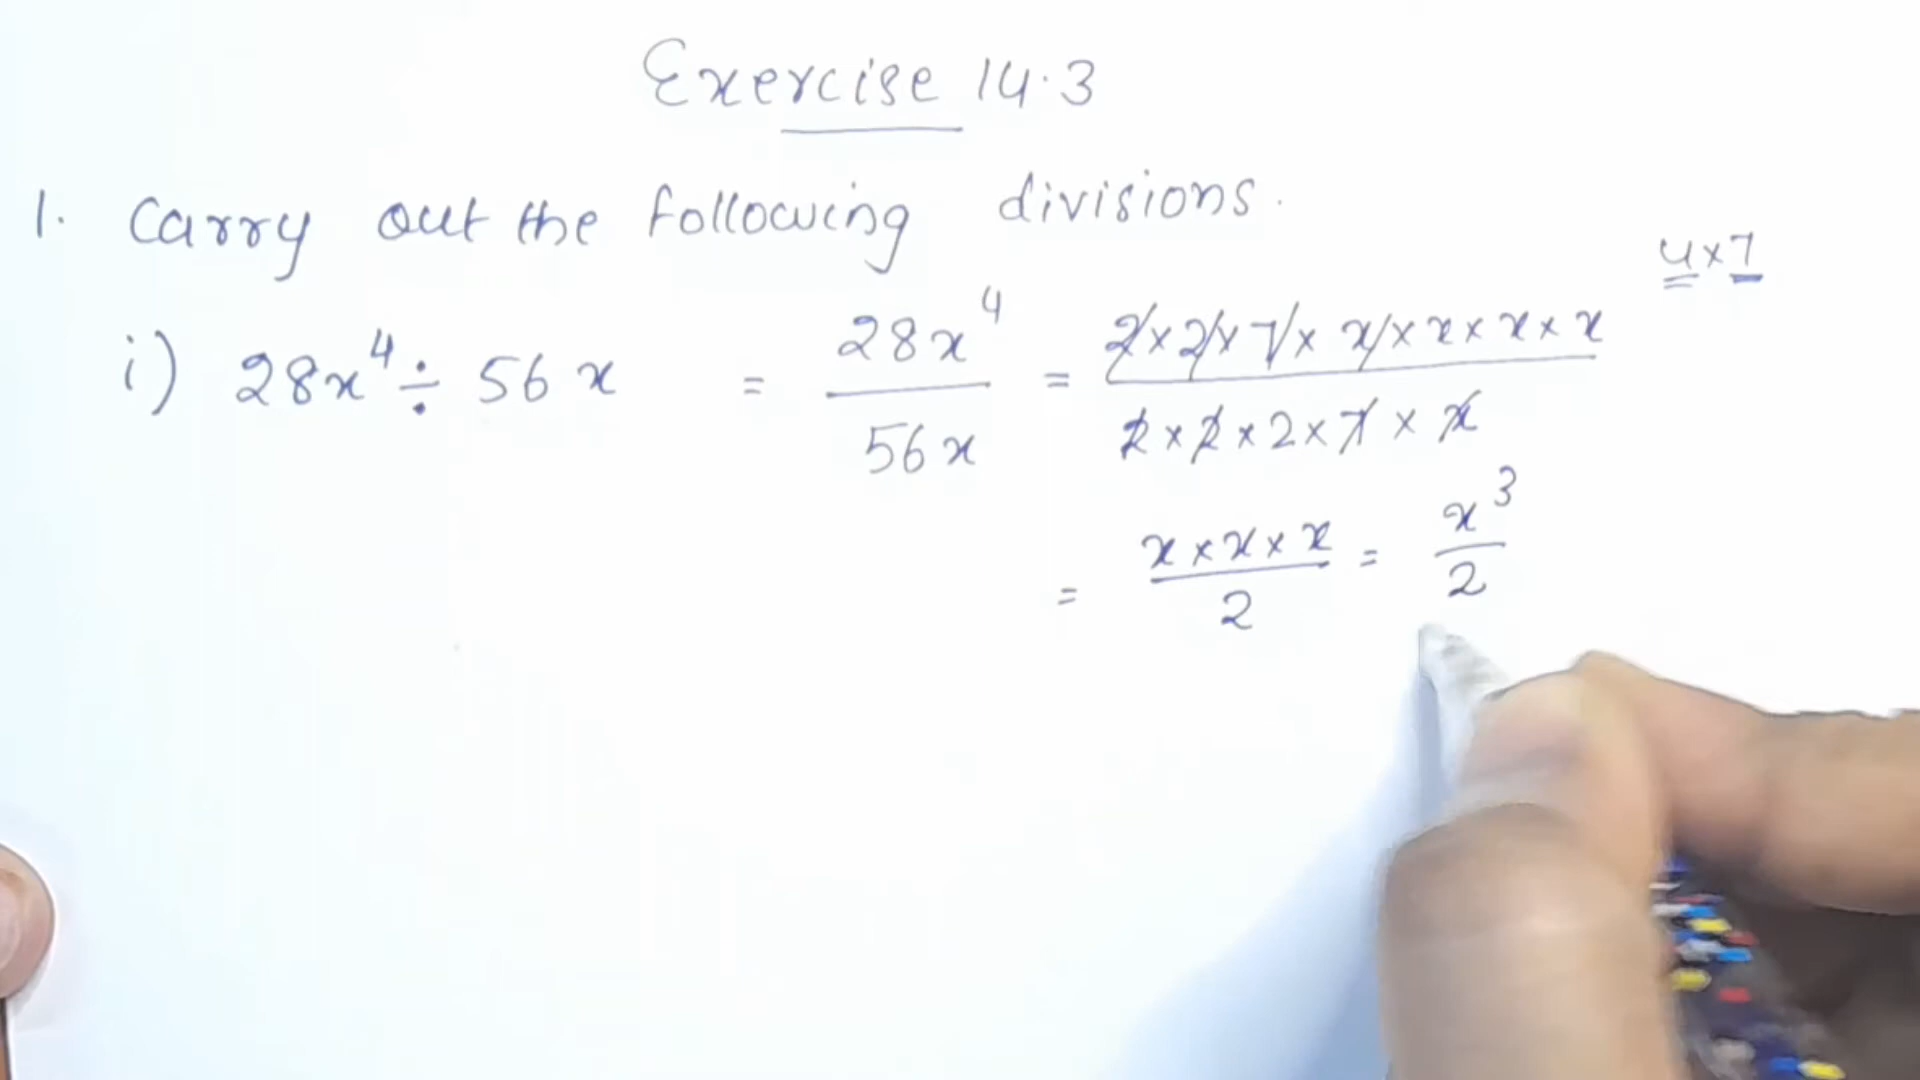 Exercise 14.3
1. Carry out the following divisions.
4×7
i) 28x⁴ ÷ 56x = 28x⁴/56x = 2×2×7×x×x×x×x/2×2×2×7×x
= x×x×x/2 = x³/2